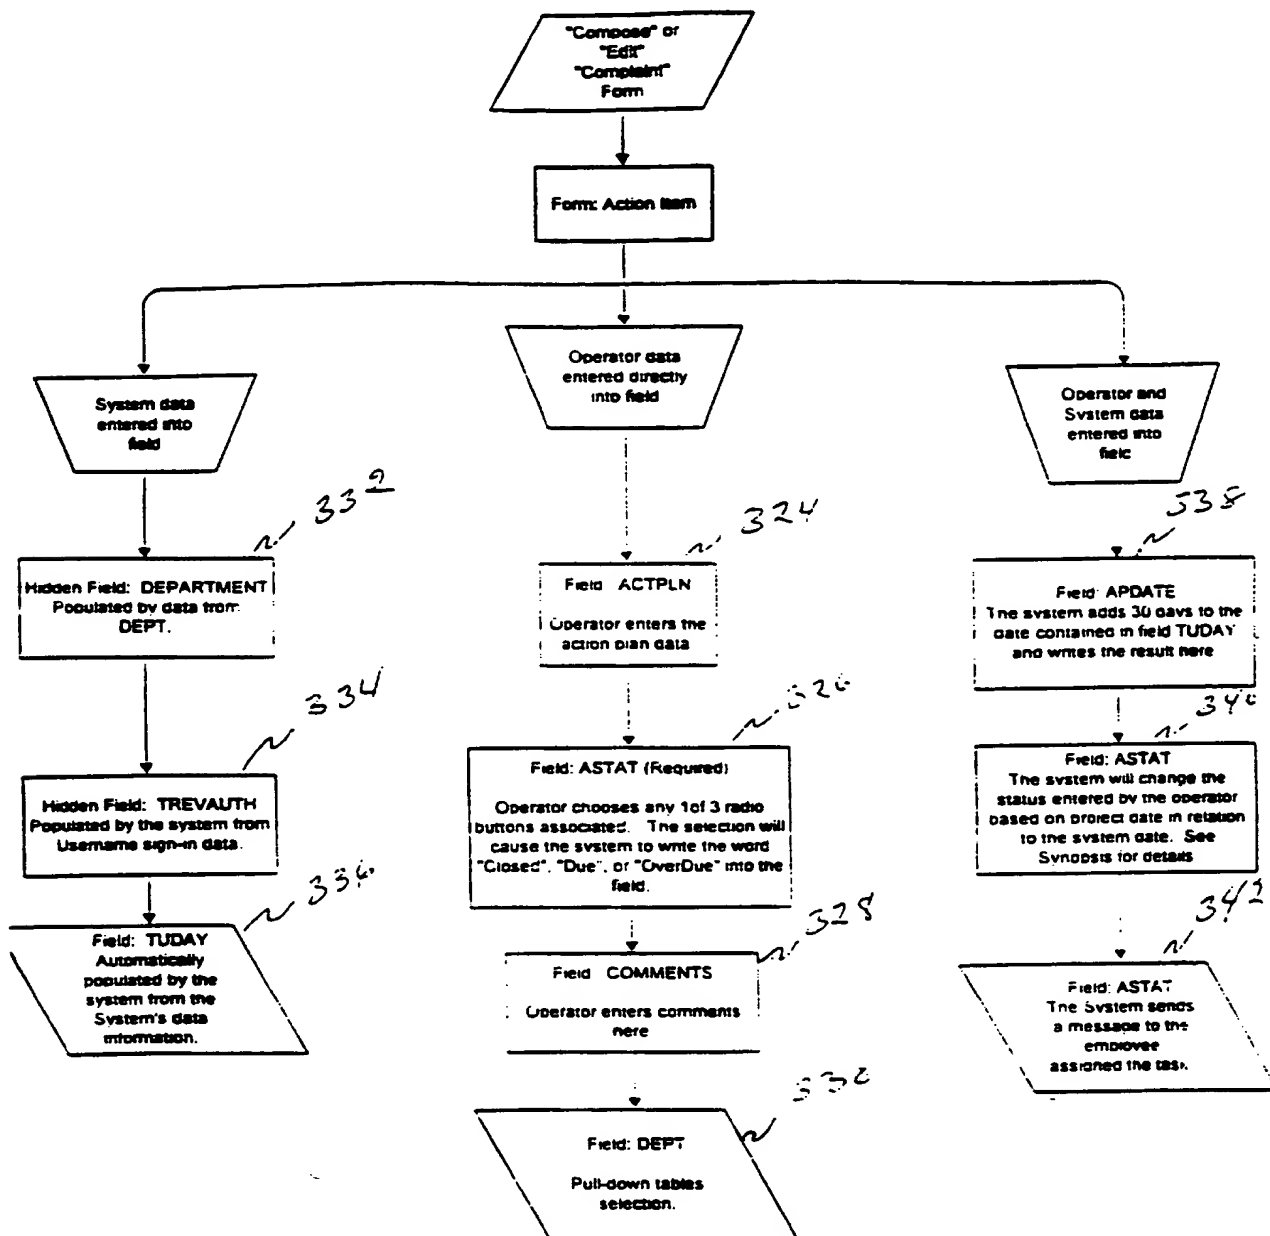 "Compose" or
"Edit"
"Complaint"
Form
Form: Action Item
System data
entered into
field
Operator data
entered directly
into field
Operator and
System data
entered into
field
332
Hidden Field: DEPARTMENT
Populated by data from
DEPT.
334
Hidden Field: TREVAUTH
Populated by the system from
Username sign-in data.
336
Field: TUDAY
Automatically
populated by the
system from the
System's data
information.
324
Field ACTPLN
Operator enters the
action plan data
326
Field: ASTAT (Required)
Operator chooses any 1of 3 radio
buttons associated. The selection will
cause the system to write the word
"Closed", "Due", or "OverDue" into the
field.
328
Field COMMENTS
Operator enters comments
here
330
Field: DEPT
Pull-down tables
selection.
338
Field: APDATE
The system adds 30 days to the
date contained in field TUDAY
and writes the result here
340
Field: ASTAT
The system will change the
status entered by the operator
based on project date in relation
to the system date. See
Synopsis for details
342
Field: ASTAT
The System sends
a message to the
employee
assigned the task.